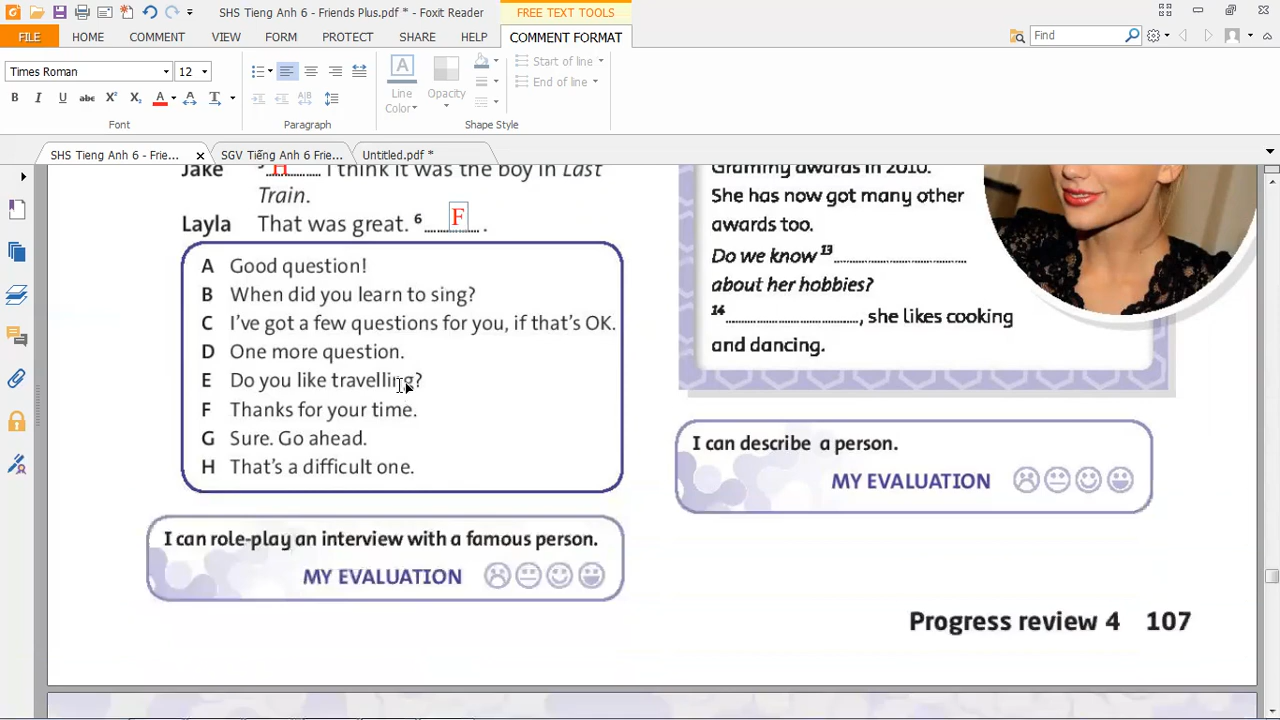 SHS Tieng Anh 6 - Friends Plus.pdf * - Foxit Reader
FREE TEXT TOOLS
FILE HOME COMMENT VIEW FORM PROTECT SHARE HELP COMMENT FORMAT
Find
Times Roman 12
Start of line
End of line
Line
Color
Opacity
Font
Paragraph
Shape Style
SHS Tieng Anh 6 - Frie... x
SGV Tiếng Anh 6 Frie...
Untitled.pdf *
Jake H I think it was the boy in Last
Train.
Layla That was great. 6 F .
A Good question!
B When did you learn to sing?
C I've got a few questions for you, if that's OK.
D One more question.
E Do you like travelling?
F Thanks for your time.
G Sure. Go ahead.
H That's a difficult one.
I can role-play an interview with a famous person.
MY EVALUATION
Grammy awards in 2010.
She has now got many other
awards too.
Do we know 13 ........................
about her hobbies?
14 ........................, she likes cooking
and dancing.
I can describe a person.
MY EVALUATION
Progress review 4 107